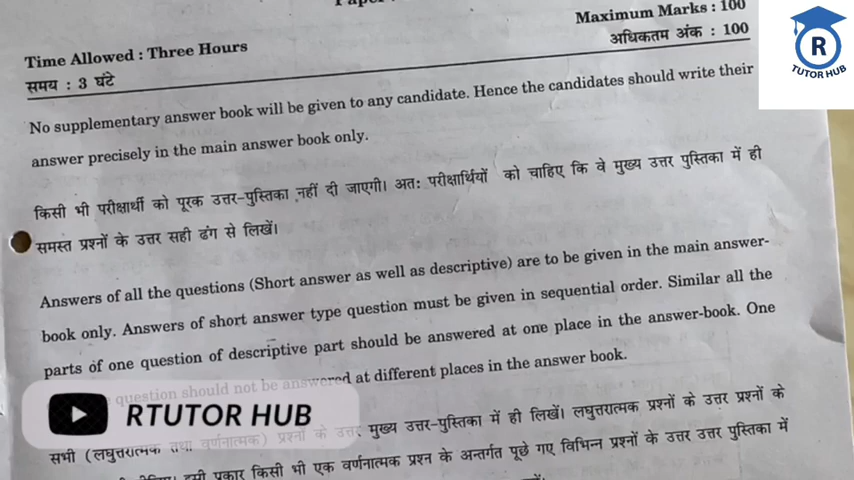 Maximum Marks : 100
Time Allowed : Three Hours
अधिकतम अंक : 100
समय : 3 घंटे
R
TUTOR HUB
No supplementary answer book will be given to any candidate. Hence the candidates should write their
answer precisely in the main answer book only.
किसी भी परीक्षार्थी को पूरक उत्तर-पुस्तिका नहीं दी जाएगी। अतः परीक्षार्थियों को चाहिए कि वे मुख्य उत्तर पुस्तिका में ही
समस्त प्रश्नों के उत्तर सही ढंग से लिखें।
Answers of all the questions (Short answer as well as descriptive) are to be given in the main answer-
book only. Answers of short answer type question must be given in sequential order. Similar all the
parts of one question of descriptive part should be answered at one place in the answer-book. One
question should not be answered at different places in the answer book.
RTUTOR HUB
सभी (लघुत्तरात्मक तथा वर्णनात्मक) प्रश्नों के उत्तर मुख्य उत्तर-पुस्तिका में ही लिखें। लघुत्तरात्मक प्रश्नों के उत्तर प्रश्नों के
इसी प्रकार किसी भी एक वर्णनात्मक प्रश्न के अन्तर्गत पूछे गए विभिन्न प्रश्नों के उत्तर उत्तर पुस्तिका में